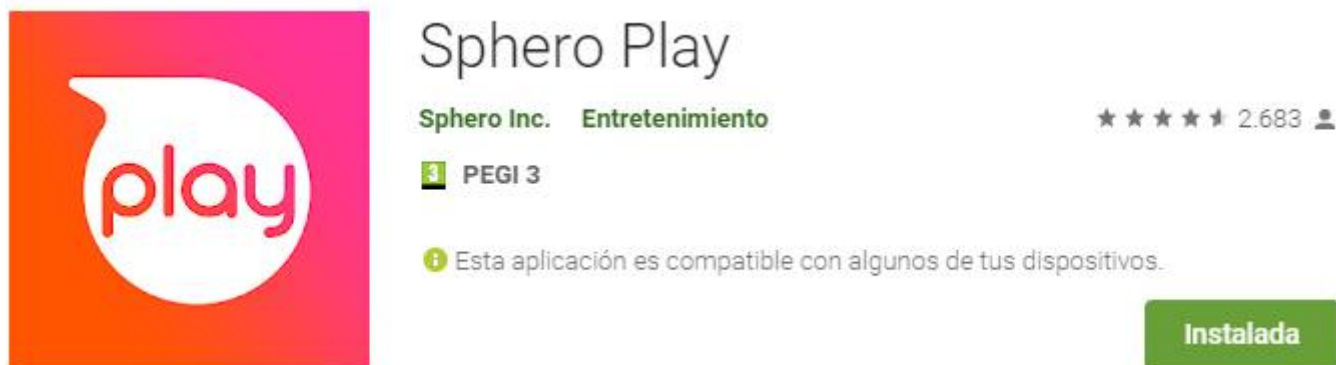 play
Sphero Play
Sphero Inc. Entretenimiento 2.683
3 PEGI 3
Esta aplicación es compatible con algunos de tus dispositivos.
Instalada